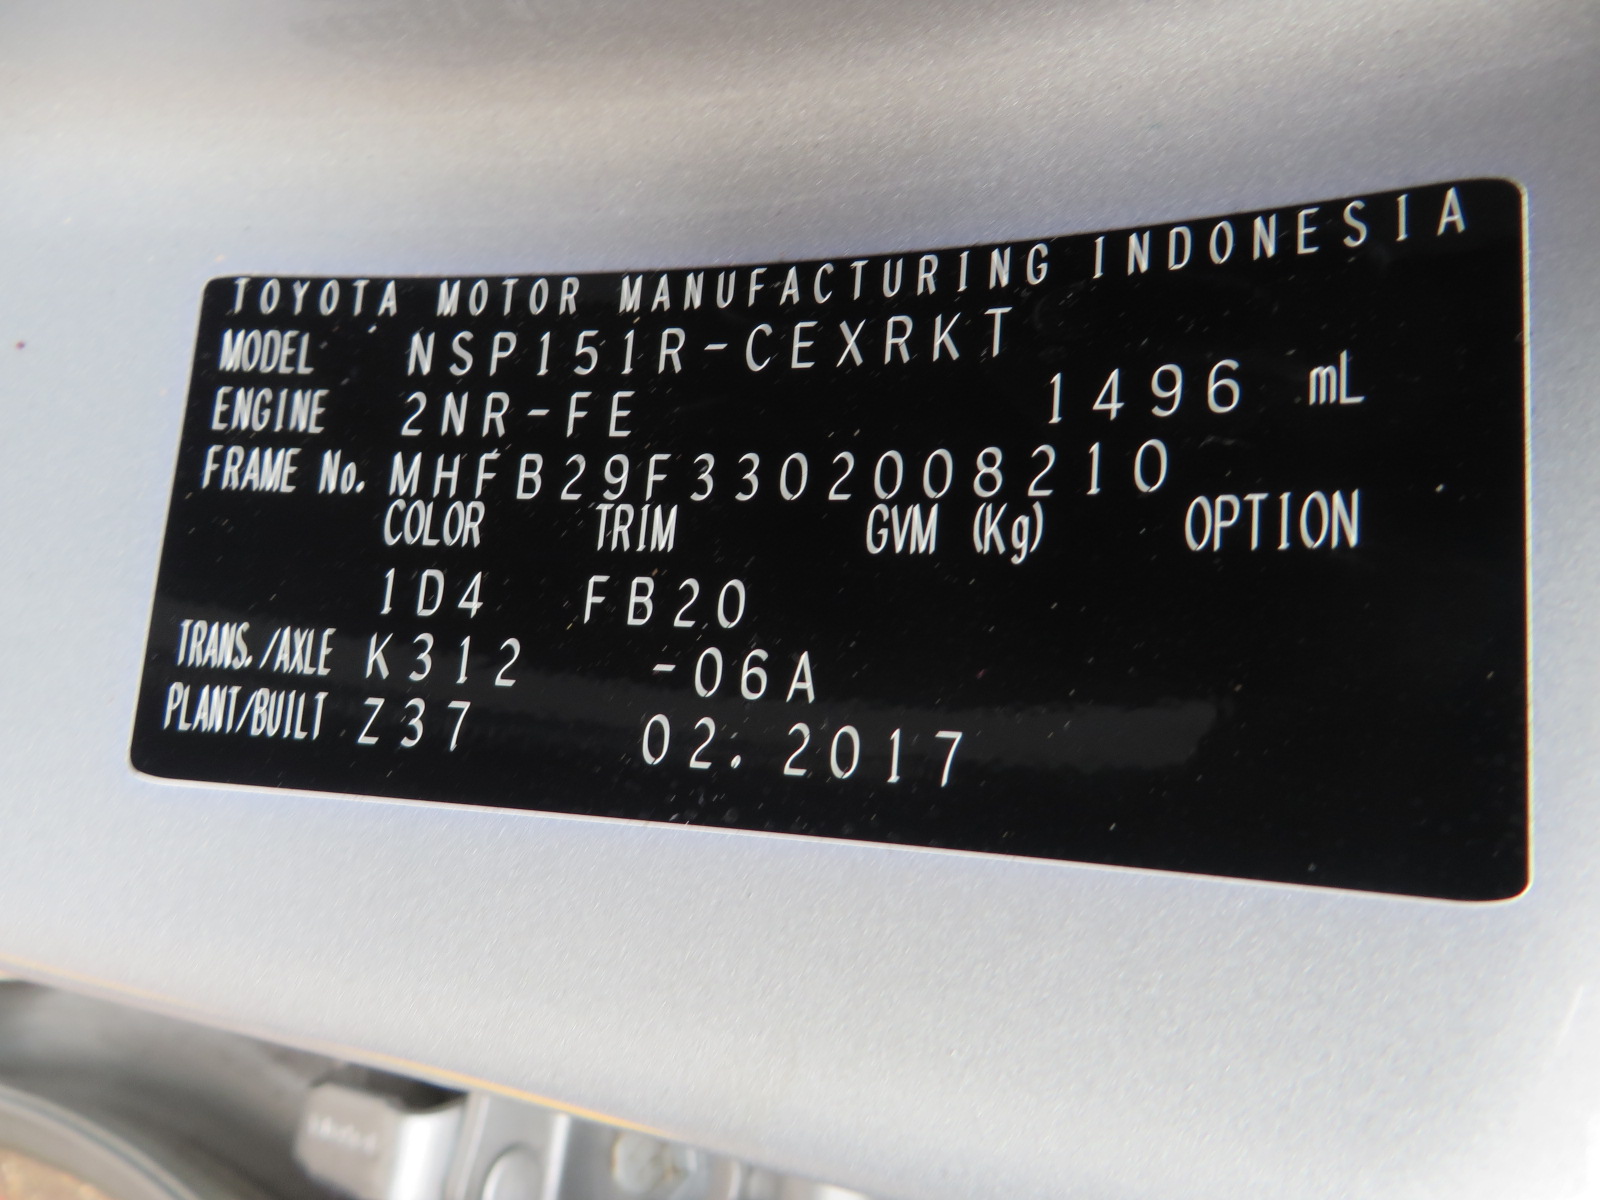 TOYOTA MOTOR MANUFACTURING INDONESIA
MODEL NSP151R-CEXRKT
ENGINE 2NR-FE 1496 mL
FRAME No. MHFB29F3302008210
COLOR TRIM GVM (Kg) OPTION
1D4 FB20
TRANS./AXLE K312 -06A
PLANT/BUILT Z37 02.2017